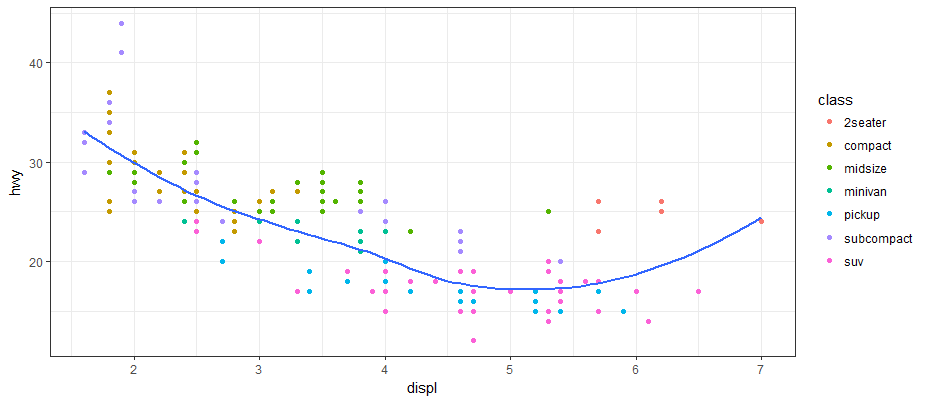 hwy
40
30
20
2 3 4 5 6 7
displ
class
2seater
compact
midsize
minivan
pickup
subcompact
suv